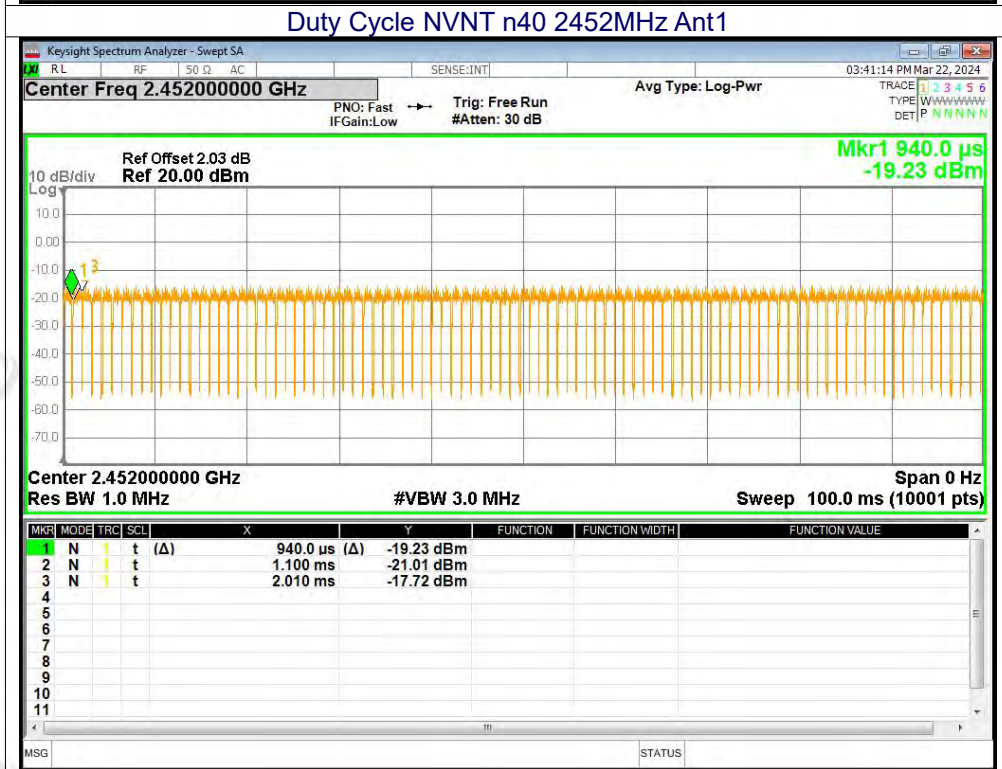 Duty Cycle NVNT n40 2452MHz Ant1
Keysight Spectrum Analyzer - Swept SA
LXI RL RF 50 Ω AC SENSE:INT 03:41:14 PM Mar 22, 2024
Center Freq 2.452000000 GHz Avg Type: Log-Pwr TRACE 1 2 3 4 5 6
PNO: Fast Trig: Free Run TYPE WWWWWWW
IFGain:Low #Atten: 30 dB DET P N N N N N
Mkr1 940.0 µs
Ref Offset 2.03 dB
10 dB/div Ref 20.00 dBm -19.23 dBm
Log
10.0
0.00
-10.0
1 3
-20.0
-30.0
-40.0
-50.0
-60.0
-70.0
Center 2.452000000 GHz Span 0 Hz
Res BW 1.0 MHz #VBW 3.0 MHz Sweep 100.0 ms (10001 pts)
MKR MODE TRC SCL X Y FUNCTION FUNCTION WIDTH FUNCTION VALUE
1 N 1 t (Δ) 940.0 µs (Δ) -19.23 dBm
2 N 1 t 1.100 ms -21.01 dBm
3 N 1 t 2.010 ms -17.72 dBm
4
5
6
7
8
9
10
11
MSG STATUS